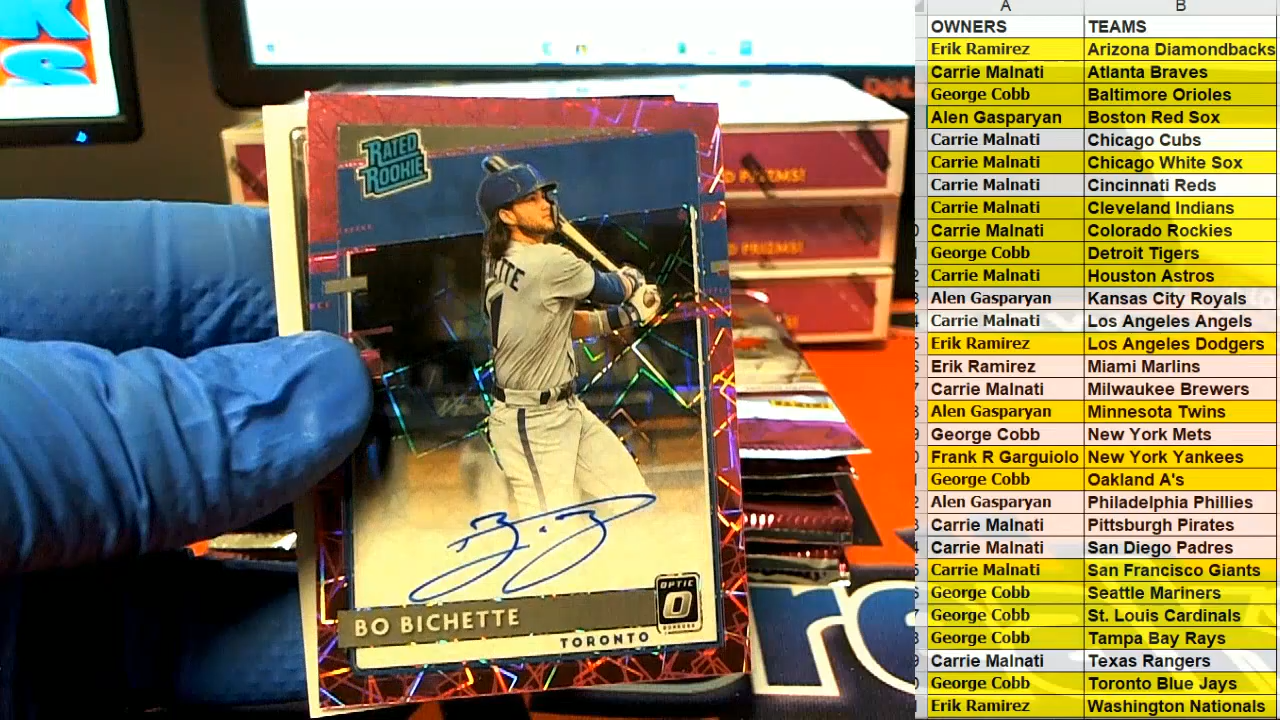 RATED
ROOKIE
BO BICHETTE
OPTIC
TORONTO
A B
OWNERS TEAMS
Erik Ramirez Arizona Diamondbacks
Carrie Malnati Atlanta Braves
George Cobb Baltimore Orioles
Alen Gasparyan Boston Red Sox
Carrie Malnati Chicago Cubs
Carrie Malnati Chicago White Sox
Carrie Malnati Cincinnati Reds
Carrie Malnati Cleveland Indians
Carrie Malnati Colorado Rockies
George Cobb Detroit Tigers
Carrie Malnati Houston Astros
Alen Gasparyan Kansas City Royals
Carrie Malnati Los Angeles Angels
Erik Ramirez Los Angeles Dodgers
Erik Ramirez Miami Marlins
Carrie Malnati Milwaukee Brewers
Alen Gasparyan Minnesota Twins
George Cobb New York Mets
Frank R Garguiolo New York Yankees
George Cobb Oakland A's
Alen Gasparyan Philadelphia Phillies
Carrie Malnati Pittsburgh Pirates
Carrie Malnati San Diego Padres
Carrie Malnati San Francisco Giants
George Cobb Seattle Mariners
George Cobb St. Louis Cardinals
George Cobb Tampa Bay Rays
Carrie Malnati Texas Rangers
George Cobb Toronto Blue Jays
Erik Ramirez Washington Nationals